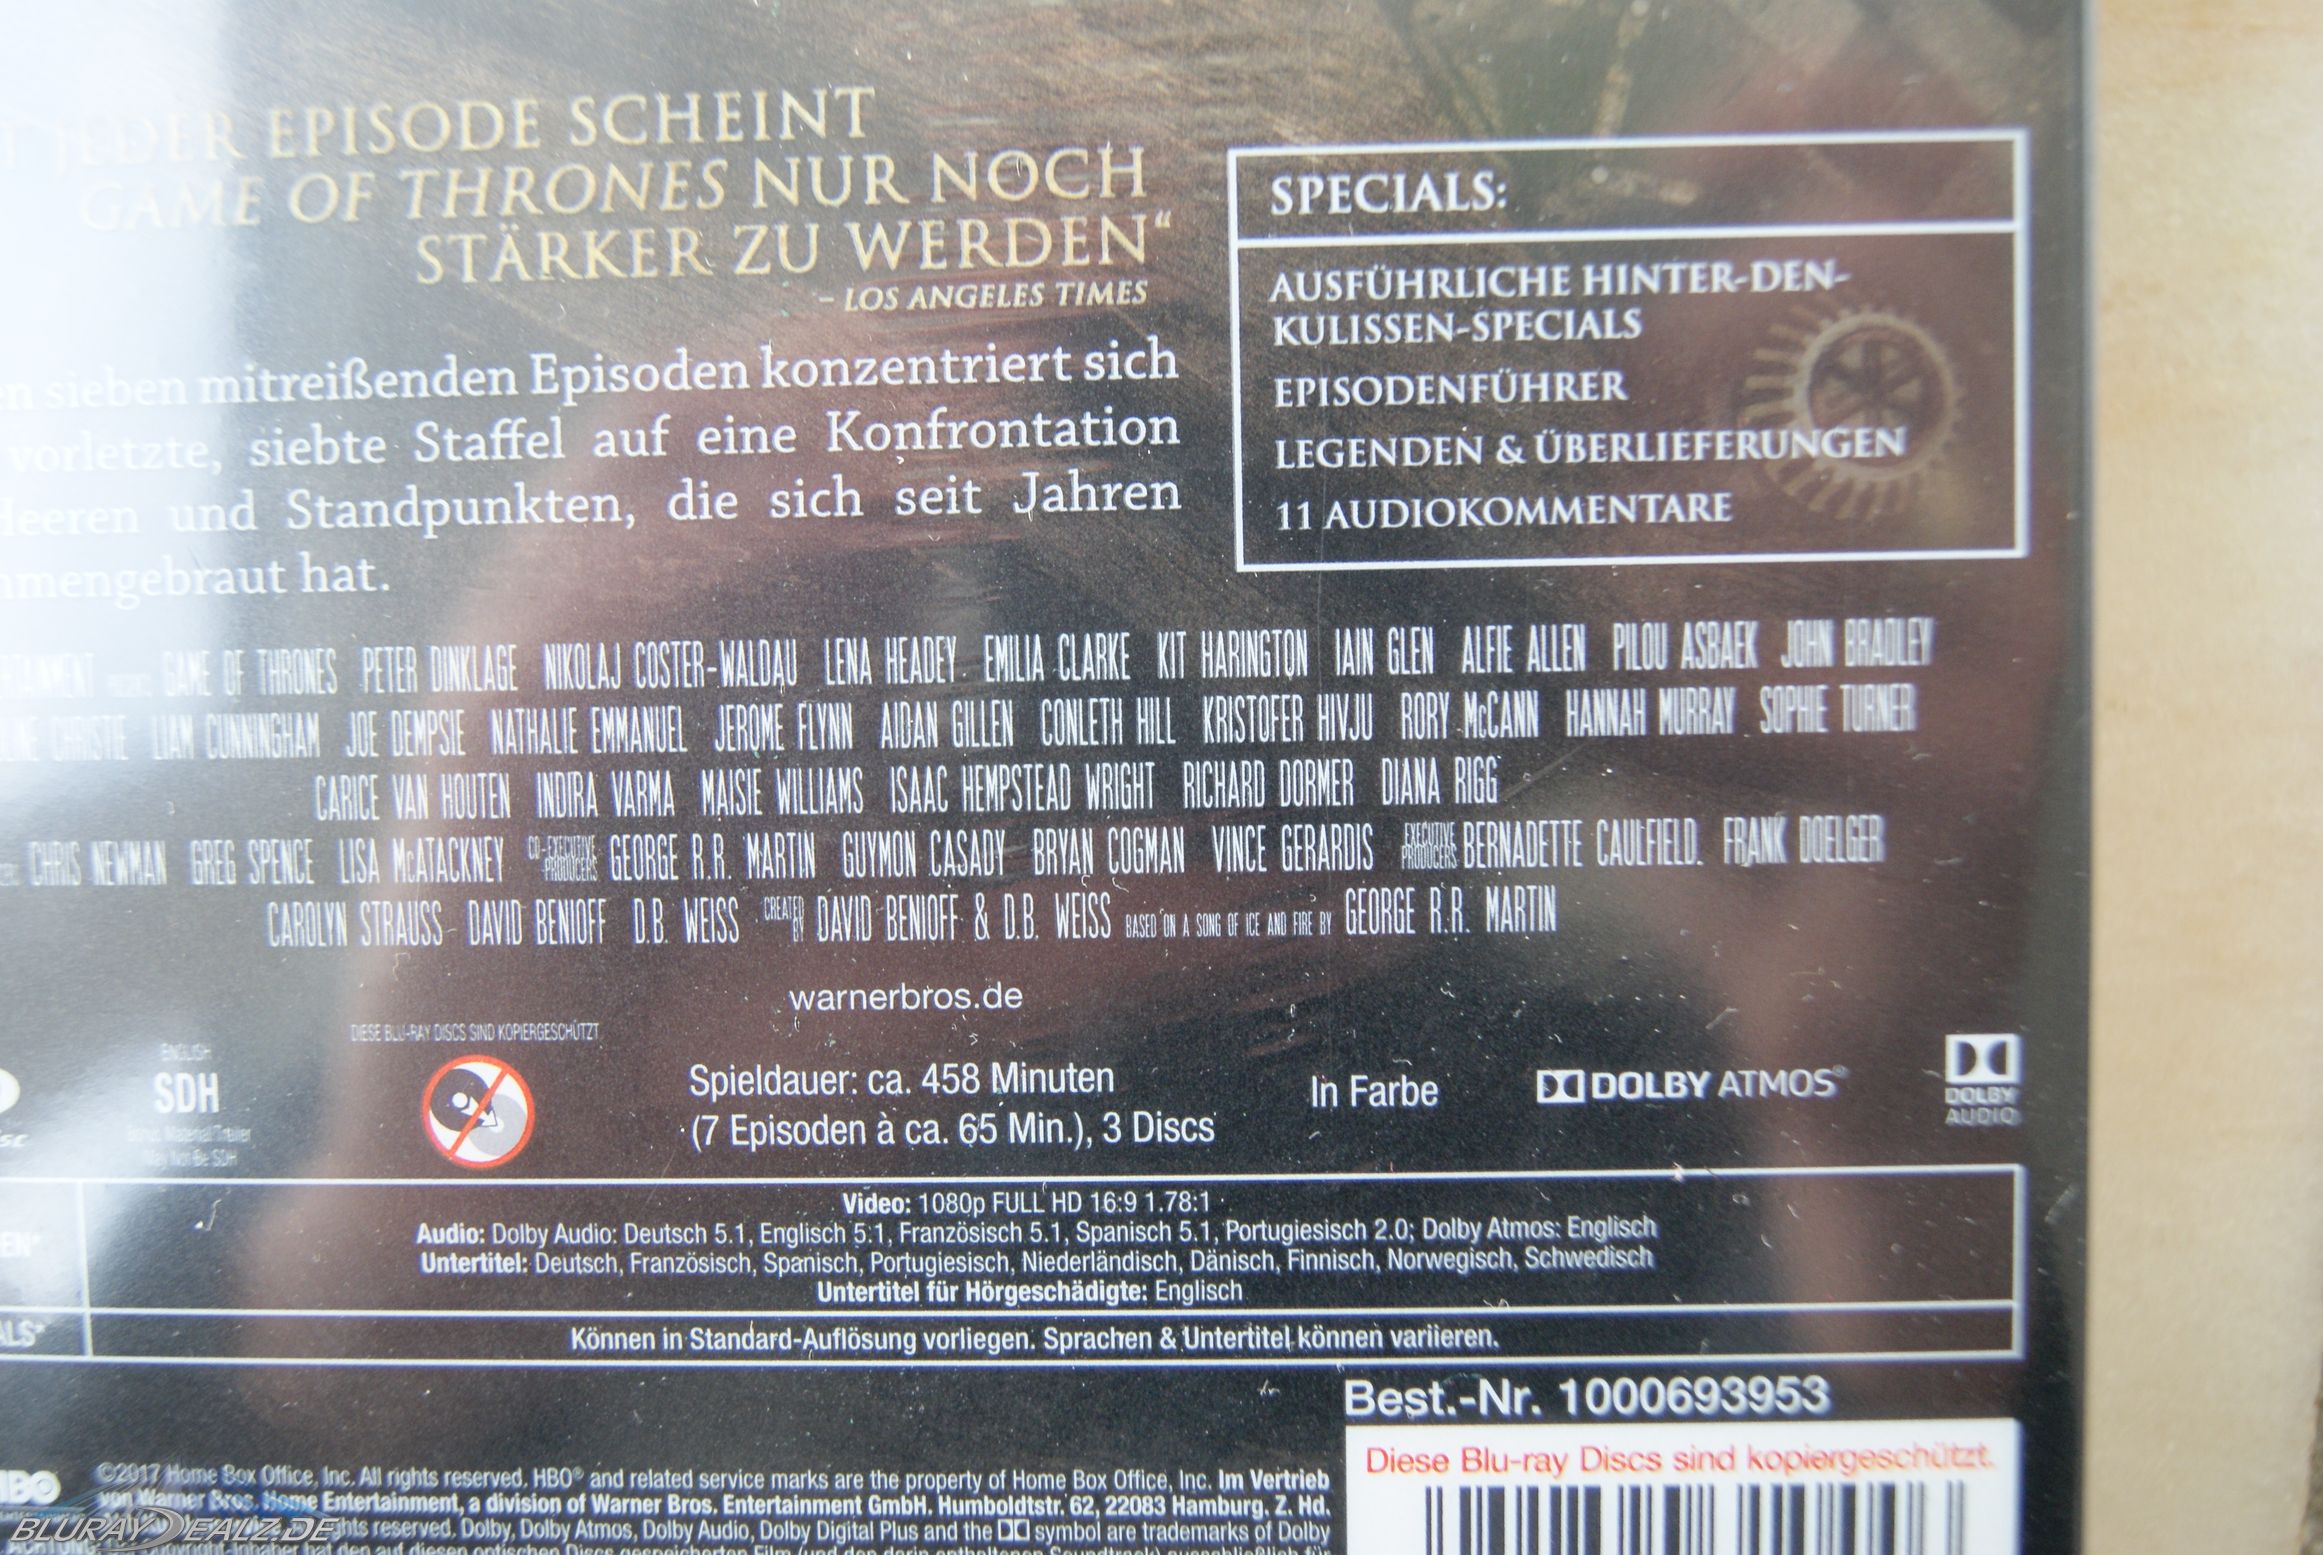 JEDER EPISODE SCHEINT
GAME OF THRONES NUR NOCH
STÄRKER ZU WERDEN“
– LOS ANGELES TIMES
sieben mitreißenden Episoden konzentriert sich
vorletzte, siebte Staffel auf eine Konfrontation
Heeren und Standpunkten, die sich seit Jahren
mmengebraut hat.
SPECIALS:
AUSFÜHRLICHE HINTER-DEN-
KULISSEN-SPECIALS
EPISODENFÜHRER
LEGENDEN & ÜBERLIEFERUNGEN
11 AUDIOKOMMENTARE
GAME OF THRONES PETER DINKLAGE NIKOLAJ COSTER-WALDAU LENA HEADEY EMILIA CLARKE KIT HARINGTON IAIN GLEN ALFIE ALLEN PILOU ASBAEK JOHN BRADLEY
CHRISTIE LIAM CUNNINGHAM JOE DEMPSIE NATHALIE EMMANUEL JEROME FLYNN AIDAN GILLEN CONLETH HILL KRISTOFER HIVJU RORY McCANN HANNAH MURRAY SOPHIE TURNER
CARICE VAN HOUTEN INDIRA VARMA MAISIE WILLIAMS ISAAC HEMPSTEAD WRIGHT RICHARD DORMER DIANA RIGG
CHRIS NEWMAN GREG SPENCE LISA McATACKNEY CO-EXECUTIVE PRODUCERS GEORGE R.R. MARTIN GUYMON CASADY BRYAN COGMAN VINCE GERARDIS EXECUTIVE PRODUCERS BERNADETTE CAULFIELD FRANK DOELGER
CAROLYN STRAUSS DAVID BENIOFF D.B. WEISS CREATED BY DAVID BENIOFF & D.B. WEISS BASED ON A SONG OF ICE AND FIRE BY GEORGE R.R. MARTIN
warnerbros.de
DIESE BLU-RAY DISCS SIND KOPIERGESCHÜTZT
ENGLISH
SDH
Bonus Material/Trailer
May Not Be SDH
Spieldauer: ca. 458 Minuten
(7 Episoden à ca. 65 Min.), 3 Discs
In Farbe
DOLBY ATMOS®
DOLBY
AUDIO
Video: 1080p FULL HD 16:9 1.78:1
Audio: Dolby Audio: Deutsch 5.1, Englisch 5.1, Französisch 5.1, Spanisch 5.1, Portugiesisch 2.0; Dolby Atmos: Englisch
Untertitel: Deutsch, Französisch, Spanisch, Portugiesisch, Niederländisch, Dänisch, Finnisch, Norwegisch, Schwedisch
Untertitel für Hörgeschädigte: Englisch
Können in Standard-Auflösung vorliegen. Sprachen & Untertitel können variieren.
Best.-Nr. 1000693953
Diese Blu-ray Discs sind kopiergeschützt.
HBO
©2017 Home Box Office, Inc. All rights reserved. HBO® and related service marks are the property of Home Box Office, Inc. Im Vertrieb
von Warner Bros. Home Entertainment, a division of Warner Bros. Entertainment GmbH. Humboldtstr. 62, 22083 Hamburg. Z. Hd.
rights reserved. Dolby, Dolby Atmos, Dolby Audio, Dolby Digital Plus and the symbol are trademarks of Dolby
BLURAYDEALZ.DE